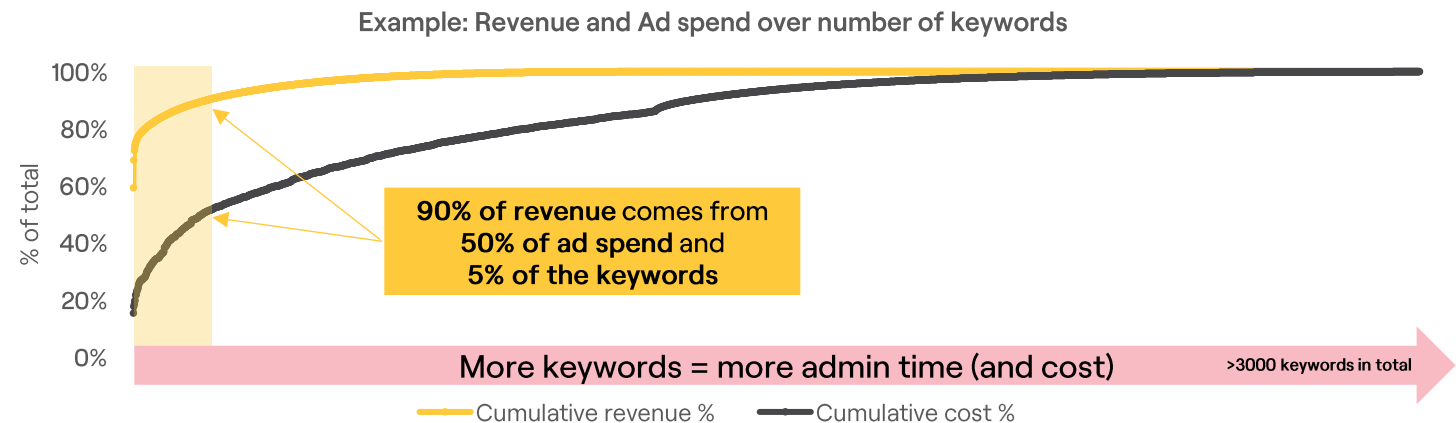 Example: Revenue and Ad spend over number of keywords
% of total
100%
80%
60%
40%
20%
0%
90% of revenue comes from
50% of ad spend and
5% of the keywords
More keywords = more admin time (and cost)
>3000 keywords in total
Cumulative revenue %
Cumulative cost %